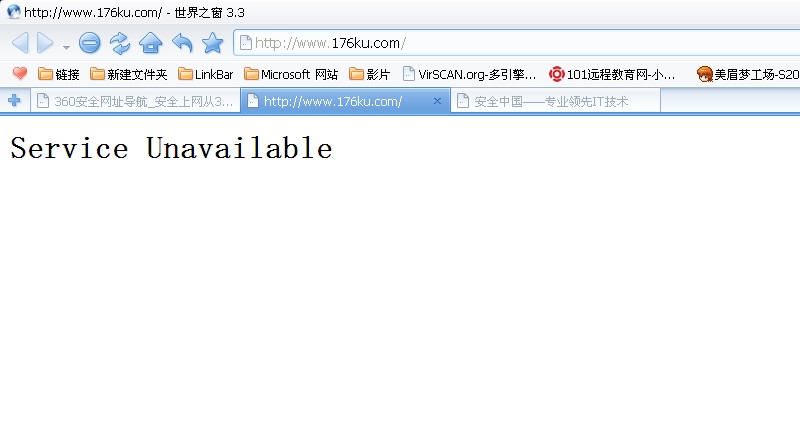 http://www.176ku.com/ - 世界之窗 3.3
http://www.176ku.com/
链接 新建文件夹 LinkBar Microsoft 网站 影片 VirSCAN.org-多引擎... 101远程教育网-小... 美眉梦工场-S20
360安全网址导航_安全上网从3... http://www.176ku.com/ 安全中国——专业领先IT技术
Service Unavailable